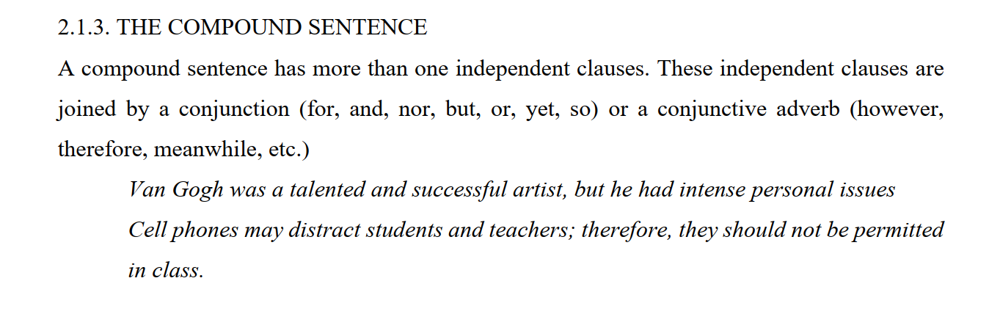 2.1.3. THE COMPOUND SENTENCE
A compound sentence has more than one independent clauses. These independent clauses are
joined by a conjunction (for, and, nor, but, or, yet, so) or a conjunctive adverb (however,
therefore, meanwhile, etc.)
Van Gogh was a talented and successful artist, but he had intense personal issues
Cell phones may distract students and teachers; therefore, they should not be permitted
in class.